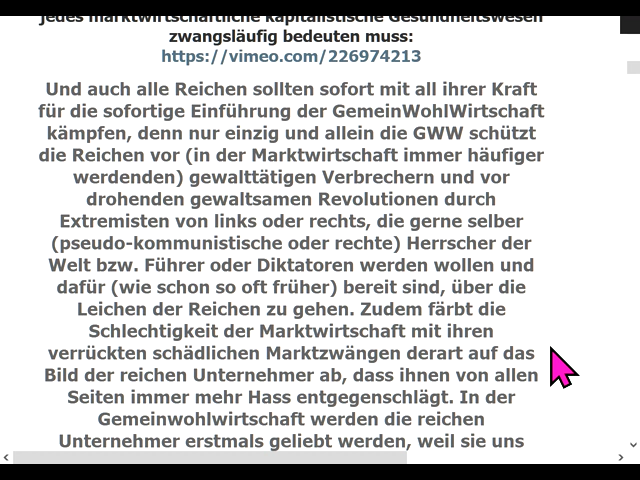 jedes marktwirtschaftliche kapitalistische Gesundheitswesen
zwangsläufig bedeuten muss:
https://vimeo.com/226974213
Und auch alle Reichen sollten sofort mit all ihrer Kraft
für die sofortige Einführung der GemeinWohlWirtschaft
kämpfen, denn nur einzig und allein die GWW schützt
die Reichen vor (in der Marktwirtschaft immer häufiger
werdenden) gewalttätigen Verbrechern und vor
drohenden gewaltsamen Revolutionen durch
Extremisten von links oder rechts, die gerne selber
(pseudo-kommunistische oder rechte) Herrscher der
Welt bzw. Führer oder Diktatoren werden wollen und
dafür (wie schon so oft früher) bereit sind, über die
Leichen der Reichen zu gehen. Zudem färbt die
Schlechtigkeit der Marktwirtschaft mit ihren
verrückten schädlichen Marktzwängen derart auf das
Bild der reichen Unternehmer ab, dass ihnen von allen
Seiten immer mehr Hass entgegenschlägt. In der
Gemeinwohlwirtschaft werden die reichen
Unternehmer erstmals geliebt werden, weil sie uns